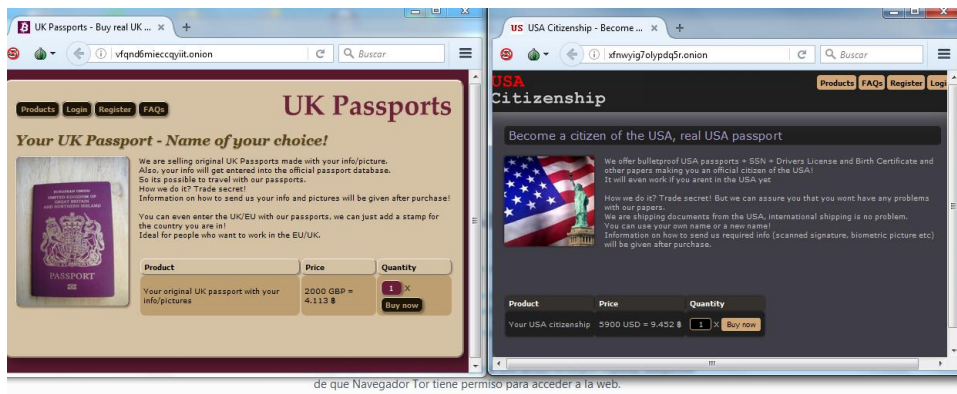 UK Passports - Buy real UK ... × +
vfqnd6mieccqyiit.onion
Buscar
Products Login Register FAQs
UK Passports
Your UK Passport - Name of your choice!
EUROPEAN UNION
UNITED KINGDOM OF
GREAT BRITAIN
AND NORTHERN IRELAND
PASSPORT
We are selling original UK Passports made with your info/picture.
Also, your info will get entered into the official passport database.
So its possible to travel with our passports.
How we do it? Trade secret!
Information on how to send us your info and pictures will be given after purchase!
You can even enter the UK/EU with our passports, we can just add a stamp for
the country you are in!
Ideal for people who want to work in the EU/UK.
Product Price Quantity
Your original UK passport with your
info/pictures
2000 GBP =
4.113 ฿
1 X
Buy now
US USA Citizenship - Become ... × +
xfnwyig7olypdq5r.onion
Buscar
USA
Citizenship
Products FAQs Register Logi
Become a citizen of the USA, real USA passport
We offer bulletproof USA passports + SSN + Drivers License and Birth Certificate and
other papers making you an official citizen of the USA!
It will even work if you arent in the USA yet
How we do it? Trade secret! But we can assure you that you wont have any problems
with our papers.
We are shipping documents from the USA, international shipping is no problem.
You can use your own name or a new name!
Information on how to send us required info (scanned signature, biometric picture etc)
will be given after purchase.
Product Price Quantity
Your USA citizenship 5900 USD = 9.452 ฿ 1 X Buy now
de que Navegador Tor tiene permiso para acceder a la web.